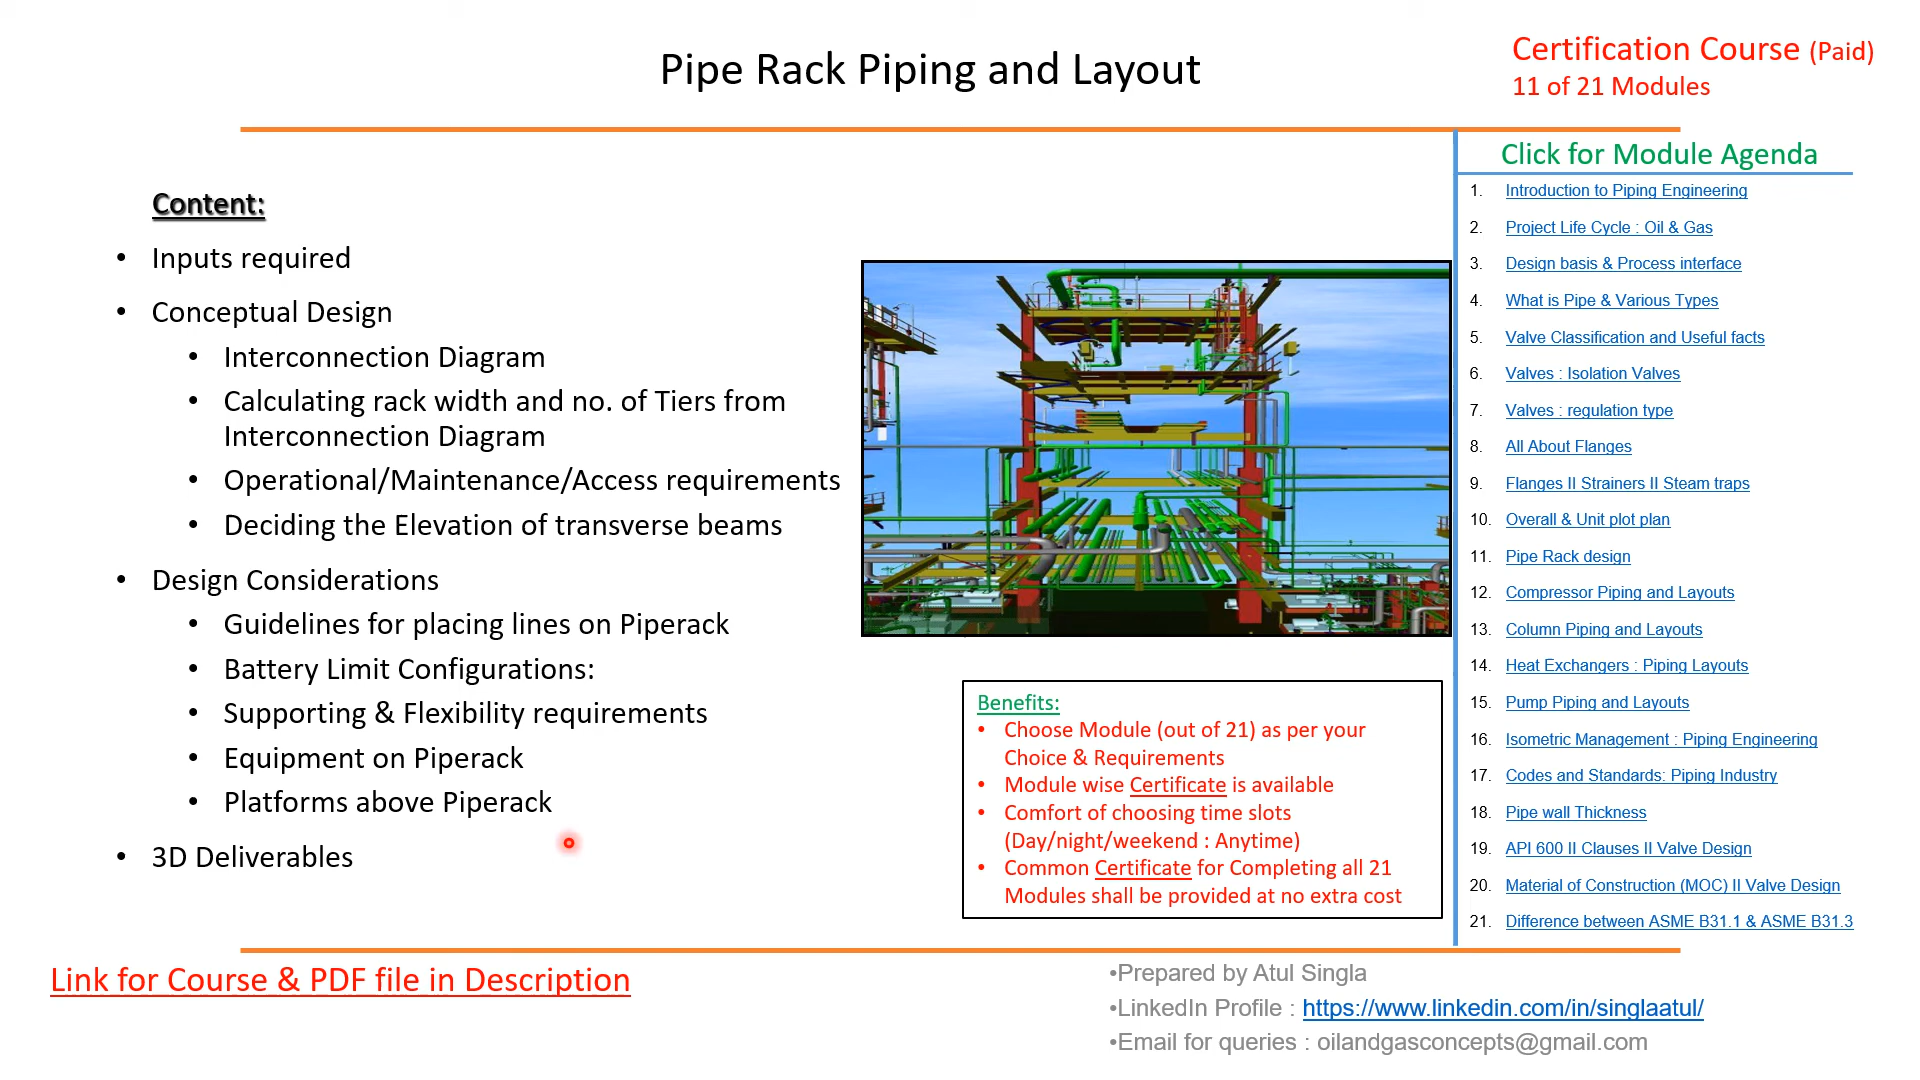 Pipe Rack Piping and Layout
Certification Course (Paid)
11 of 21 Modules
Content:
• Inputs required
• Conceptual Design
• Interconnection Diagram
• Calculating rack width and no. of Tiers from
Interconnection Diagram
• Operational/Maintenance/Access requirements
• Deciding the Elevation of transverse beams
• Design Considerations
• Guidelines for placing lines on Piperack
• Battery Limit Configurations:
• Supporting & Flexibility requirements
• Equipment on Piperack
• Platforms above Piperack
• 3D Deliverables
Benefits:
• Choose Module (out of 21) as per your
Choice & Requirements
• Module wise Certificate is available
• Comfort of choosing time slots
(Day/night/weekend : Anytime)
• Common Certificate for Completing all 21
Modules shall be provided at no extra cost
Click for Module Agenda
1. Introduction to Piping Engineering
2. Project Life Cycle : Oil & Gas
3. Design basis & Process interface
4. What is Pipe & Various Types
5. Valve Classification and Useful facts
6. Valves : Isolation Valves
7. Valves : regulation type
8. All About Flanges
9. Flanges II Strainers II Steam traps
10. Overall & Unit plot plan
11. Pipe Rack design
12. Compressor Piping and Layouts
13. Column Piping and Layouts
14. Heat Exchangers : Piping Layouts
15. Pump Piping and Layouts
16. Isometric Management : Piping Engineering
17. Codes and Standards: Piping Industry
18. Pipe wall Thickness
19. API 600 II Clauses II Valve Design
20. Material of Construction (MOC) II Valve Design
21. Difference between ASME B31.1 & ASME B31.3
Link for Course & PDF file in Description
•Prepared by Atul Singla
•LinkedIn Profile : https://www.linkedin.com/in/singlaatul/
•Email for queries : oilandgasconcepts@gmail.com